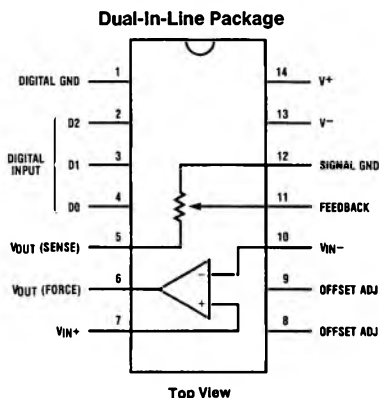 Dual-In-Line Package
DIGITAL GND 1 14 V+
D2 2 13 V−
DIGITAL INPUT
D1 3 12 SIGNAL GND
D0 4 11 FEEDBACK
VOUT (SENSE) 5 10 VIN−
VOUT (FORCE) 6 9 OFFSET ADJ
VIN+ 7 8 OFFSET ADJ
−
+
Top View